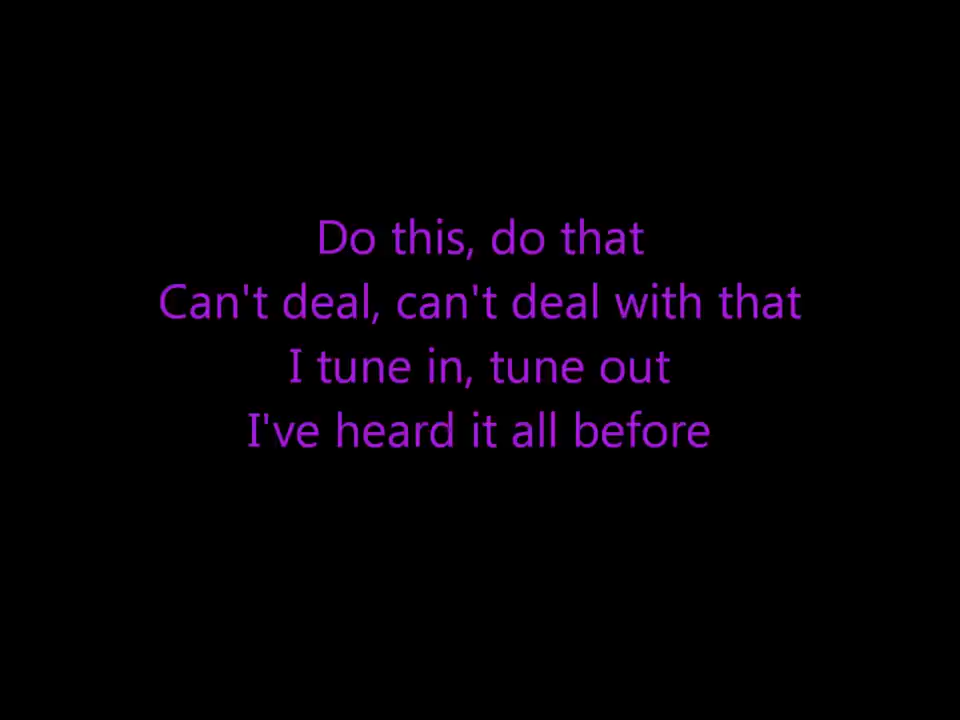 Do this, do that
Can't deal, can't deal with that
I tune in, tune out
I've heard it all before